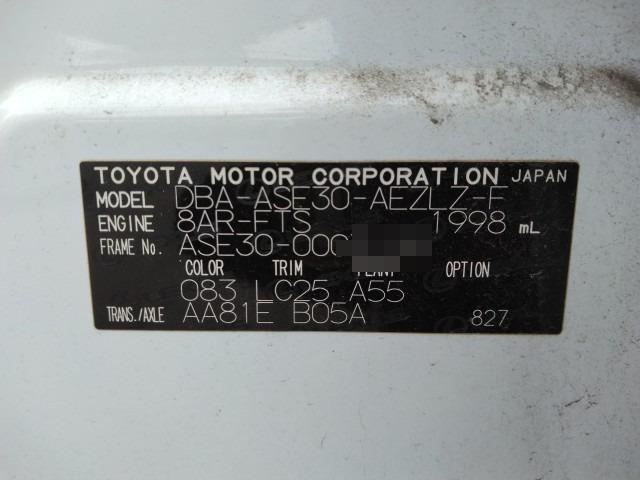 TOYOTA MOTOR CORPORATION JAPAN
MODEL DBA-ASE30-AEZLZ-F
ENGINE 8AR-FTS 1998 mL
FRAME No. ASE30-000
COLOR TRIM PLANT OPTION
083 LC25 A55
TRANS./AXLE AA81E B05A 827